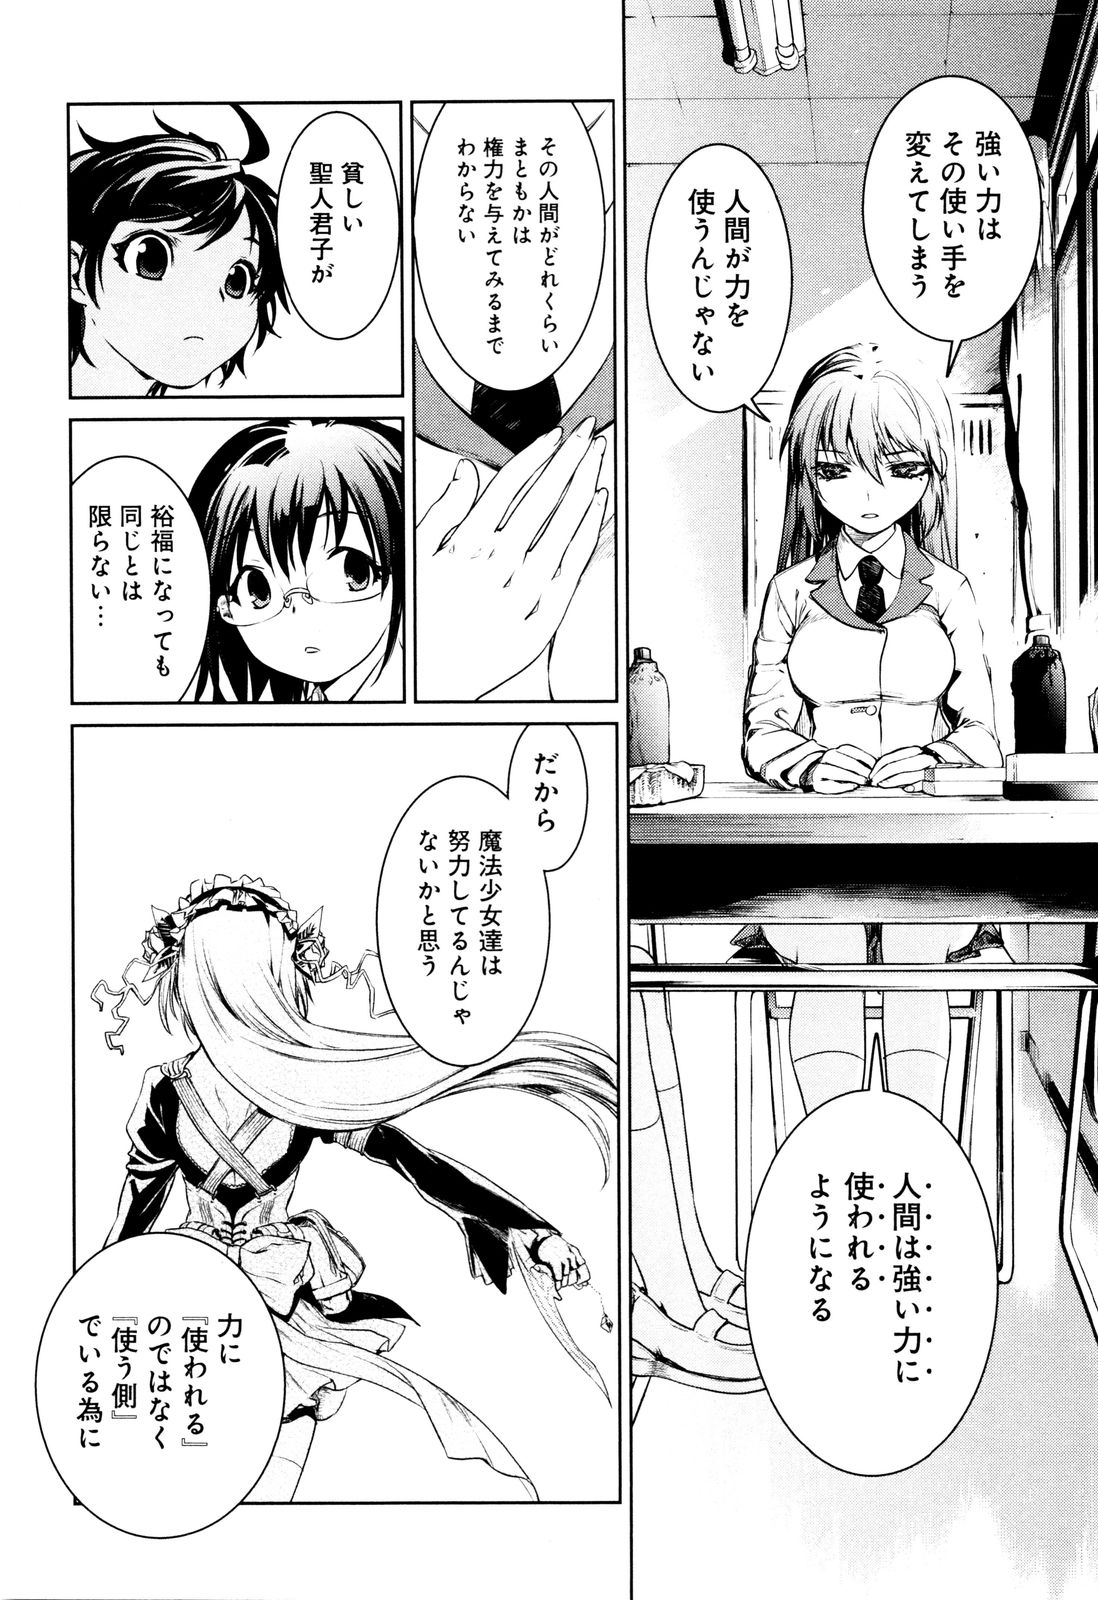 強い力は
その使い手を
変えてしまう
人間が力を
使うんじゃない
人間は強い力に
使われる
ようになる
その人間がどれくらい
まともかは
権力を与えてみるまで
わからない
貧しい
聖人君子が
裕福になっても
同じとは
限らない…
だから
魔法少女達は
努力してるんじゃ
ないかと思う
力に
『使われる』
のではなく
『使う側』
でいる為に